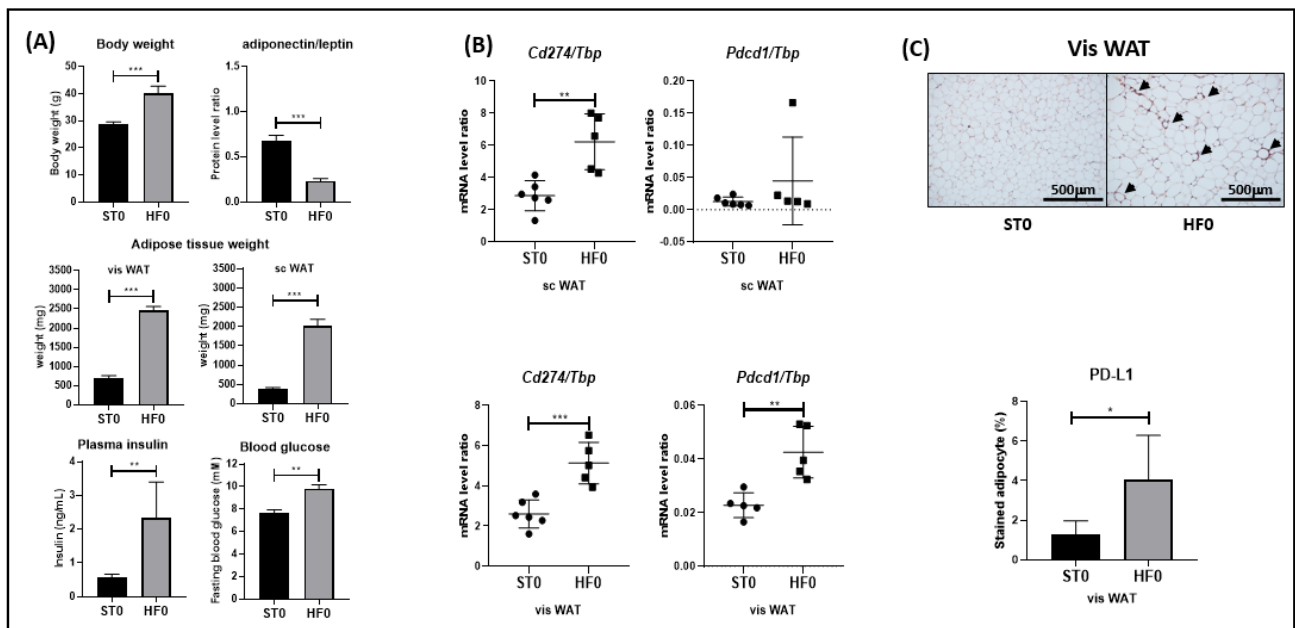 (A)
Body weight
Body weight (g)
50
40
30
20
10
0
***
ST0 HF0
adiponectin/leptin
Protein level ratio
1.5
1.0
0.5
0.0
***
ST0 HF0
Adipose tissue weight
vis WAT
weight (mg)
3500
3000
2500
2000
1500
1000
500
0
***
ST0 HF0
sc WAT
weight (mg)
3500
3000
2500
2000
1500
1000
500
0
***
ST0 HF0
Plasma insulin
Insulin (ng/mL)
4
3
2
1
0
**
ST0 HF0
Blood glucose
Fasting blood glucose (mM)
12
10
8
6
4
2
0
**
ST0 HF0
(B)
Cd274/Tbp
mRNA level ratio
10
8
6
4
2
0
**
ST0 HF0
sc WAT
Pdcd1/Tbp
mRNA level ratio
0.20
0.15
0.10
0.05
0.00
-0.05
ST0 HF0
sc WAT
Cd274/Tbp
mRNA level ratio
8
6
4
2
0
***
ST0 HF0
vis WAT
Pdcd1/Tbp
mRNA level ratio
0.06
0.04
0.02
0.00
**
ST0 HF0
vis WAT
(C)
Vis WAT
500µm
500µm
ST0 HF0
PD-L1
Stained adipocyte (%)
8
6
4
2
0
*
ST0 HF0
vis WAT